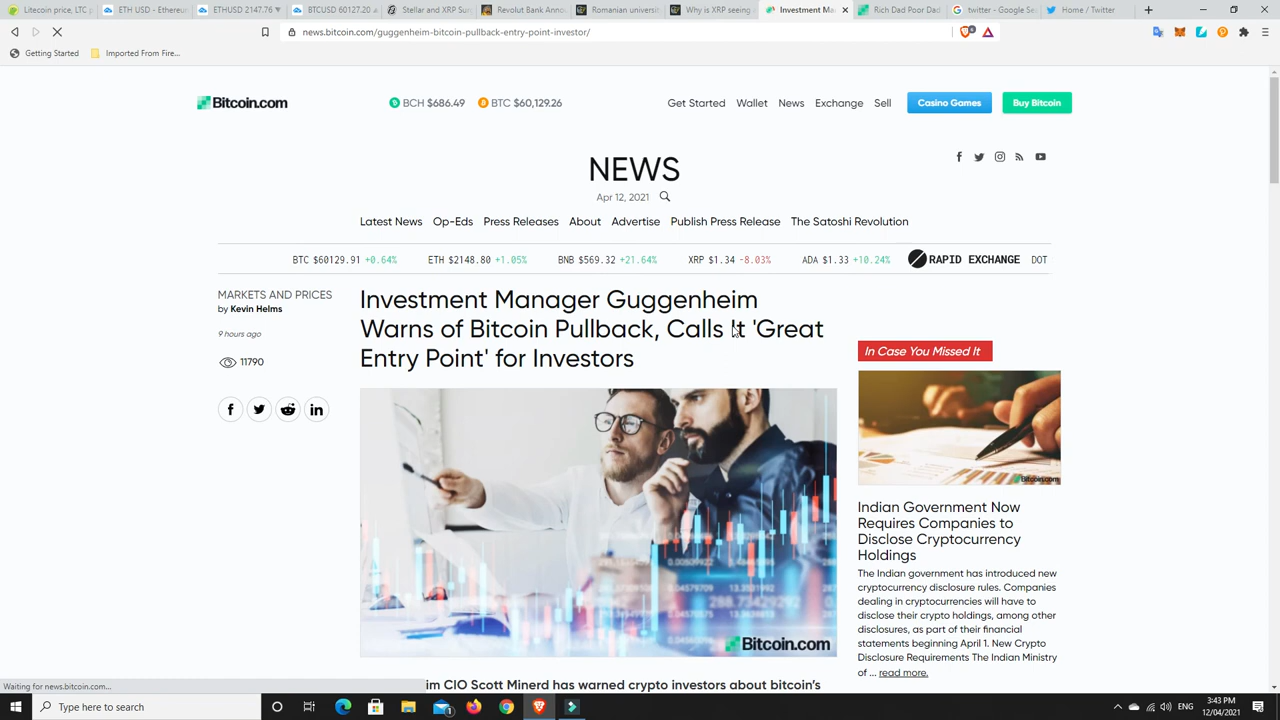 Litecoin price, LTC
ETH USD - Ethereu
ETHUSD 2147.76
BTCUSD 60127.20
Stellar and XRP Sur
Revolut Bank Anno
Romanian universit
Why is XRP seeing
Investment Ma
Rich Dad Poor Dad
twitter - Google Se
Home / Twitter
news.bitcoin.com/guggenheim-bitcoin-pullback-entry-point-investor/
Getting Started
Imported From Fire...
Bitcoin.com
BCH $686.49
BTC $60,129.26
Get Started
Wallet
News
Exchange
Sell
Casino Games
Buy Bitcoin
NEWS
Apr 12, 2021
Latest News
Op-Eds
Press Releases
About
Advertise
Publish Press Release
The Satoshi Revolution
BTC $60129.91 +0.64%
ETH $2148.80 +1.05%
BNB $569.32 +21.64%
XRP $1.34 -8.03%
ADA $1.33 +10.24%
RAPID EXCHANGE
DOT
MARKETS AND PRICES
by Kevin Helms
9 hours ago
11790
Investment Manager Guggenheim
Warns of Bitcoin Pullback, Calls It 'Great
Entry Point' for Investors
Bitcoin.com
im CIO Scott Minerd has warned crypto investors about bitcoin's
In Case You Missed It
Bitcoin.com
Indian Government Now
Requires Companies to
Disclose Cryptocurrency
Holdings
The Indian government has introduced new
cryptocurrency disclosure rules. Companies
dealing in cryptocurrencies will have to
disclose their crypto holdings, among other
disclosures, as part of their financial
statements beginning April 1. New Crypto
Disclosure Requirements The Indian Ministry
of ... read more.
Waiting for news.bitcoin.com...
Type here to search
ENG
3:43 PM
12/04/2021